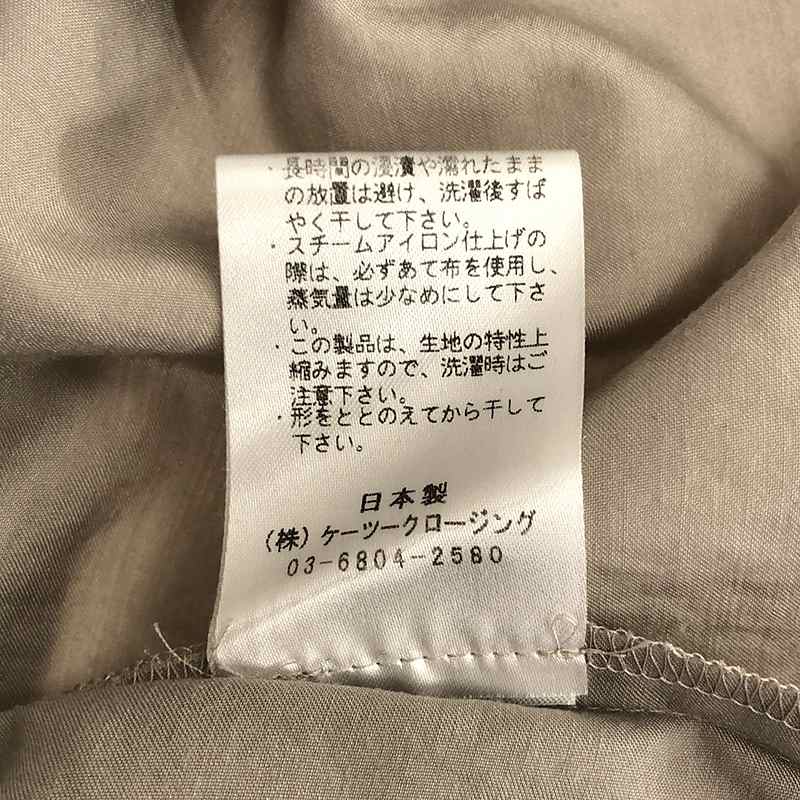 ・長時間の浸漬や濡れたまま
の放置は避け、洗濯後すば
やく干して下さい。
・スチームアイロン仕上げの
際は、必ずあて布を使用し、
蒸気量は少なめにして下さ
い。
・この製品は、生地の特性上
縮みますので、洗濯時はご
注意下さい。
・形をととのえてから干して
下さい。
日本製
(株)ケーツークロージング
03-6804-2580